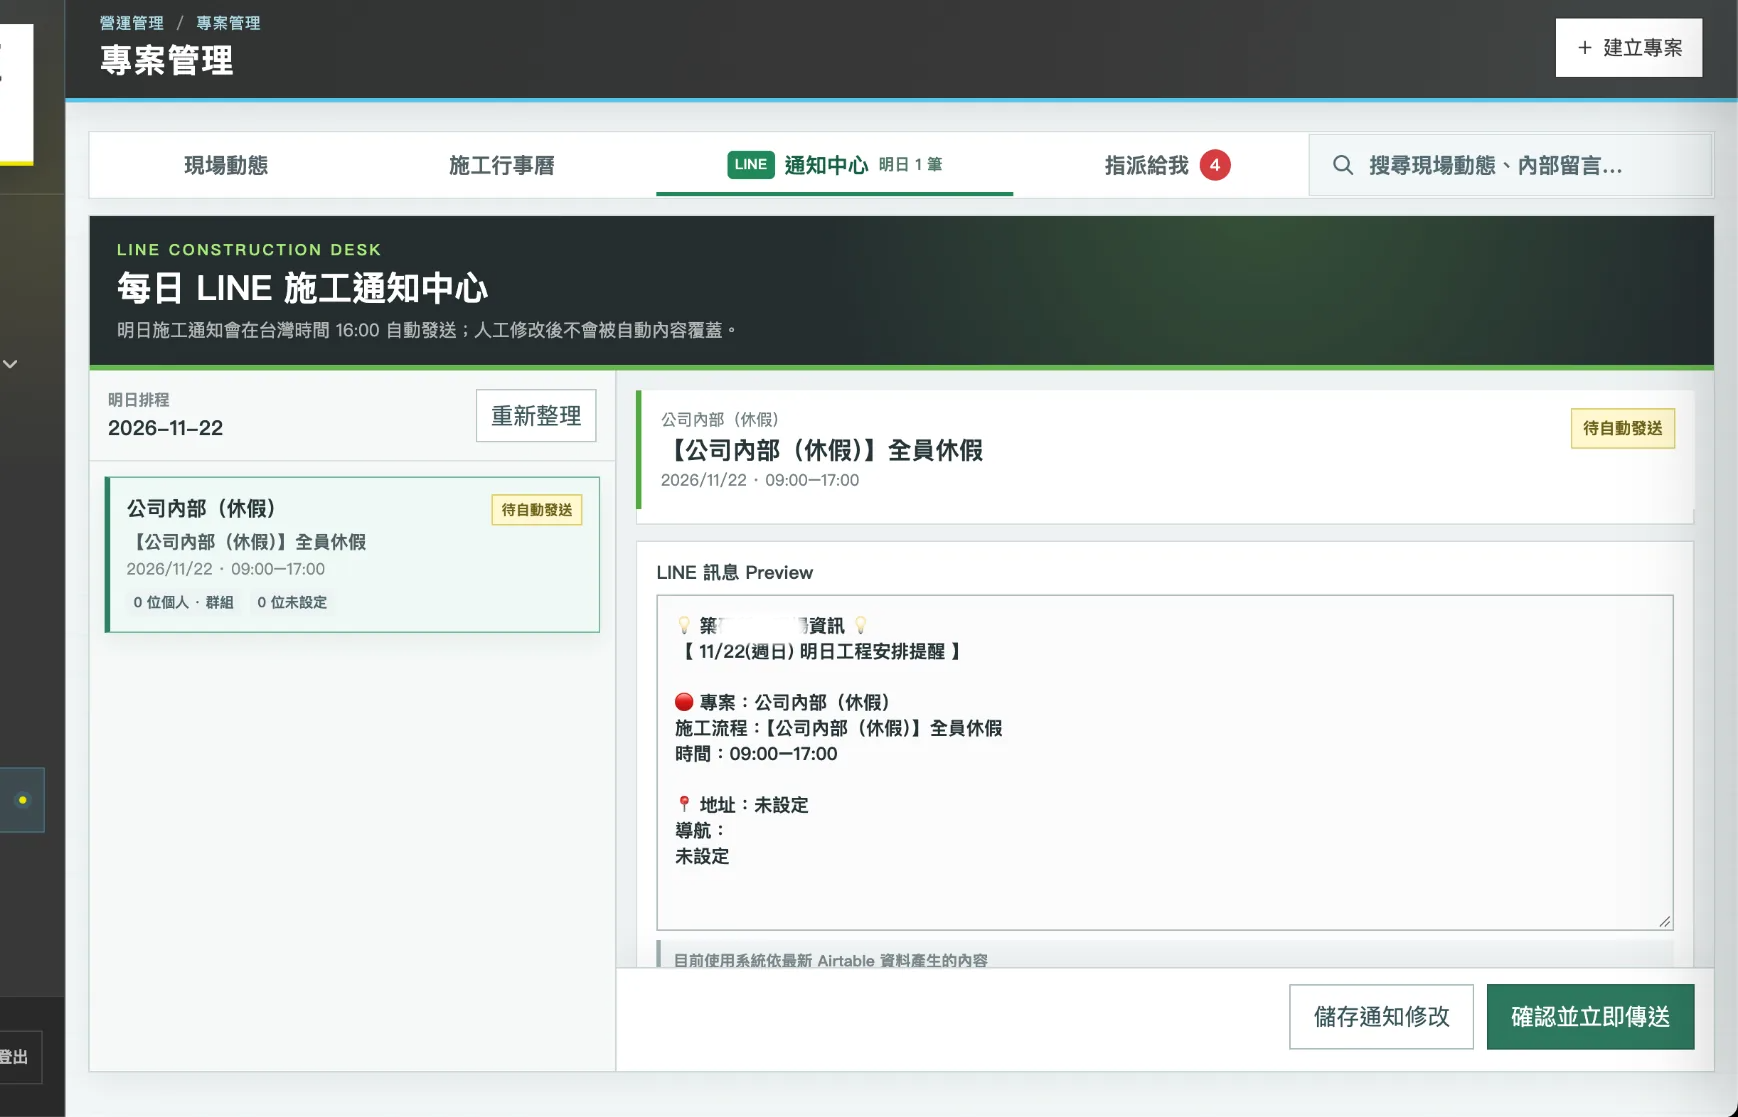 營運管理 / 專案管理
專案管理
+ 建立專案
現場動態
施工行事曆
LINE 通知中心 明日 1 筆
指派給我 4
搜尋現場動態、內部留言...
LINE CONSTRUCTION DESK
每日 LINE 施工通知中心
明日施工通知會在台灣時間 16:00 自動發送；人工修改後不會被自動內容覆蓋。
明日排程
2026-11-22
重新整理
公司內部（休假）
待自動發送
【公司內部（休假）】全員休假
2026/11/22 · 09:00—17:00
0 位個人 · 群組 0 位未設定
公司內部（休假）
【公司內部（休假）】全員休假
2026/11/22 · 09:00—17:00
待自動發送
LINE 訊息 Preview
💡 築 資訊 💡
【 11/22(週日) 明日工程安排提醒 】
🔴 專案：公司內部（休假）
施工流程：【公司內部（休假）】全員休假
時間：09:00—17:00
📍 地址：未設定
導航：
未設定
目前使用系統依最新 Airtable 資料產生的內容
儲存通知修改
確認並立即傳送
登出